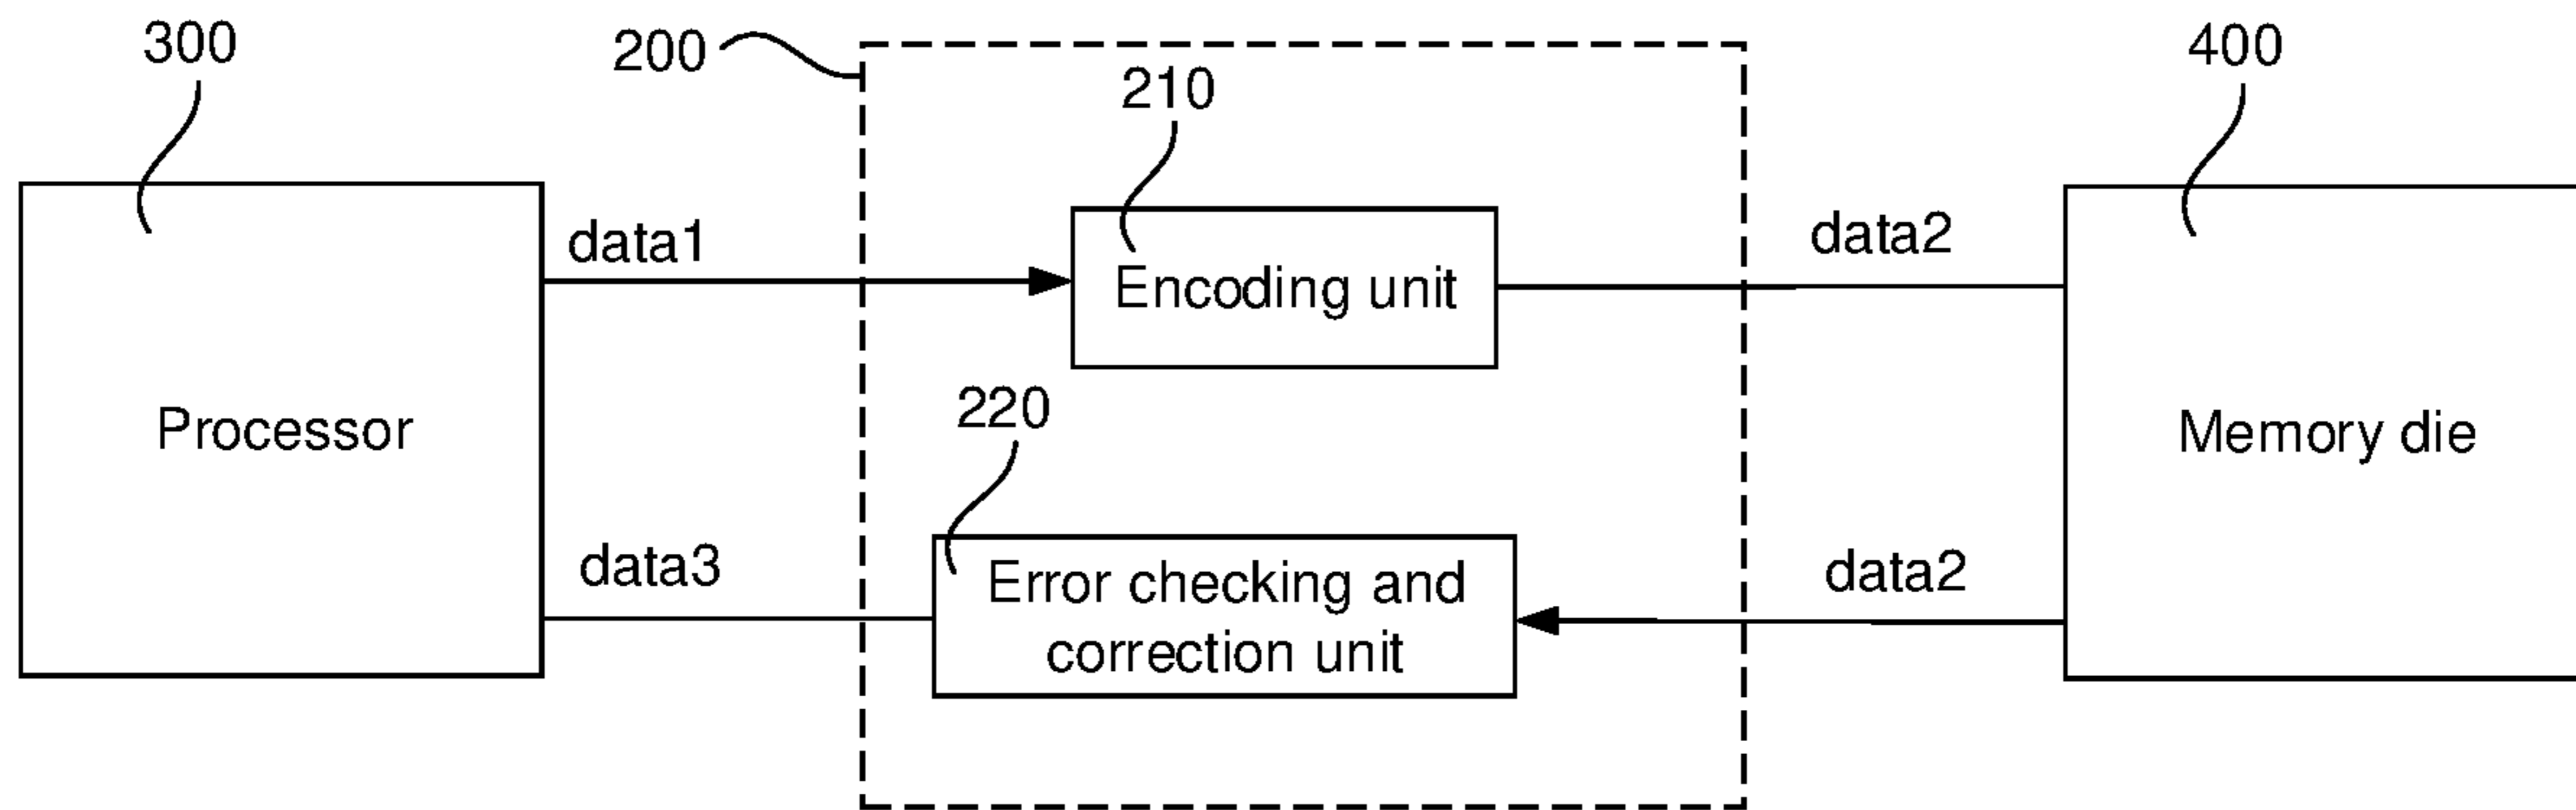 300
200
210
400
data1
Encoding unit
data2
220
Processor
Memory die
data3
Error checking and
correction unit
data2